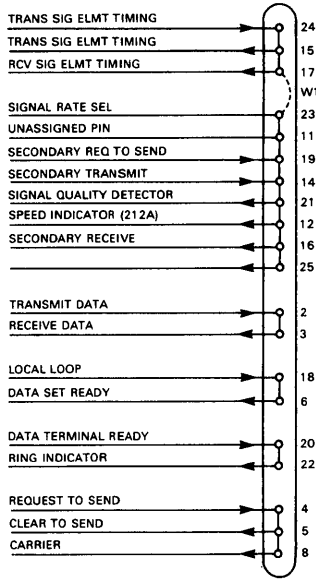 TRANS SIG ELMT TIMING 24
TRANS SIG ELMT TIMING 15
RCV SIG ELMT TIMING 17
W1
SIGNAL RATE SEL 23
UNASSIGNED PIN 11
SECONDARY REQ TO SEND 19
SECONDARY TRANSMIT 14
SIGNAL QUALITY DETECTOR 21
SPEED INDICATOR (212A) 12
SECONDARY RECEIVE 16
25
TRANSMIT DATA 2
RECEIVE DATA 3
LOCAL LOOP 18
DATA SET READY 6
DATA TERMINAL READY 20
RING INDICATOR 22
REQUEST TO SEND 4
CLEAR TO SEND 5
CARRIER 8